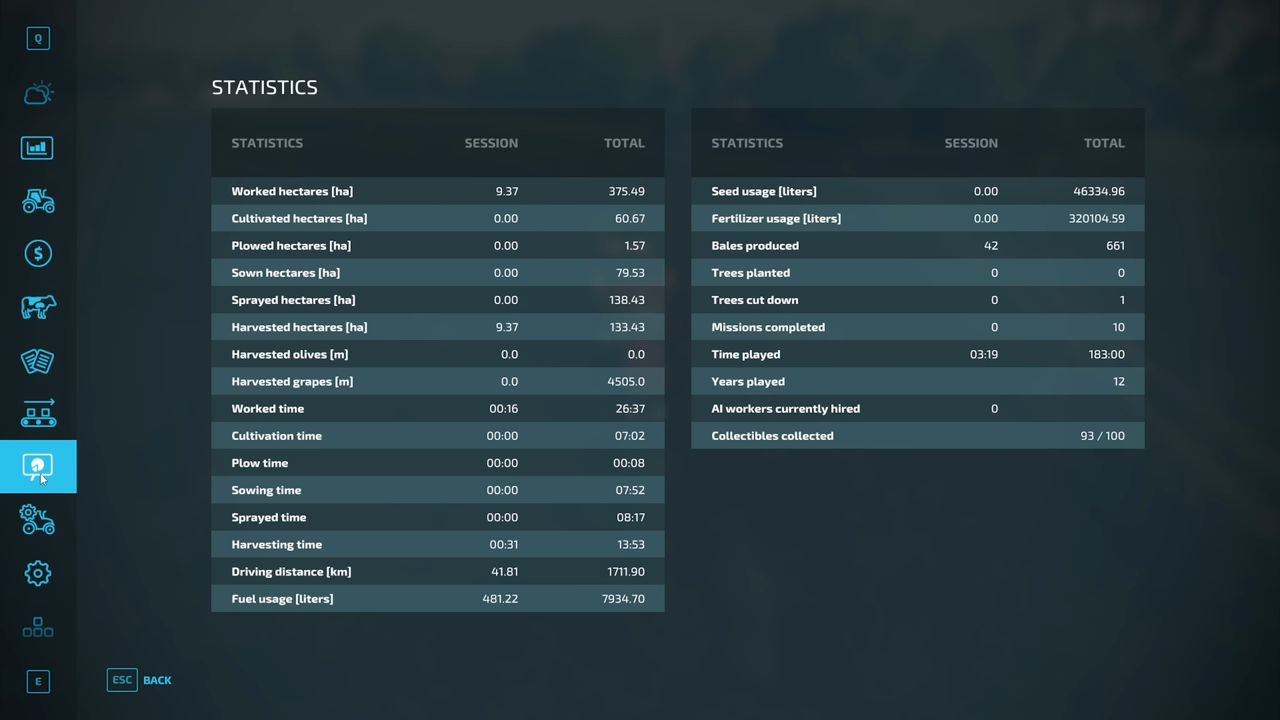 Q
STATISTICS
STATISTICS SESSION TOTAL
Worked hectares [ha] 9.37 375.49
Cultivated hectares [ha] 0.00 60.67
Plowed hectares [ha] 0.00 1.57
Sown hectares [ha] 0.00 79.53
Sprayed hectares [ha] 0.00 138.43
Harvested hectares [ha] 9.37 133.43
Harvested olives [m] 0.0 0.0
Harvested grapes [m] 0.0 4505.0
Worked time 00:16 26:37
Cultivation time 00:00 07:02
Plow time 00:00 00:08
Sowing time 00:00 07:52
Sprayed time 00:00 08:17
Harvesting time 00:31 13:53
Driving distance [km] 41.81 1711.90
Fuel usage [liters] 481.22 7934.70
STATISTICS SESSION TOTAL
Seed usage [liters] 0.00 46334.96
Fertilizer usage [liters] 0.00 320104.59
Bales produced 42 661
Trees planted 0 0
Trees cut down 0 1
Missions completed 0 10
Time played 03:19 183:00
Years played 12
AI workers currently hired 0
Collectibles collected 93 / 100
E
ESC BACK